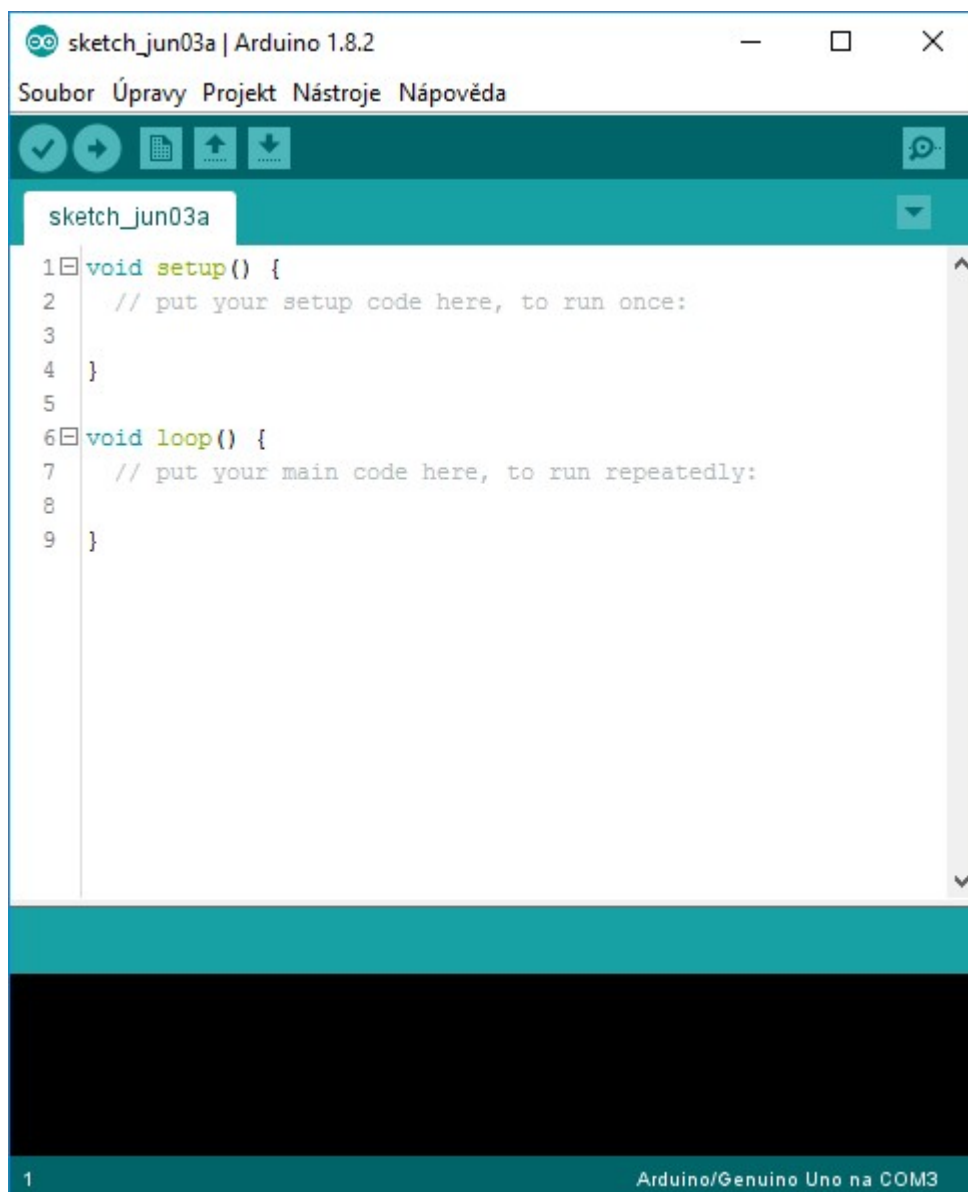 sketch_jun03a | Arduino 1.8.2
Soubor Úpravy Projekt Nástroje Nápověda
sketch_jun03a
1 void setup() {
2 // put your setup code here, to run once:
3
4 }
5
6 void loop() {
7 // put your main code here, to run repeatedly:
8
9 }
1 Arduino/Genuino Uno na COM3